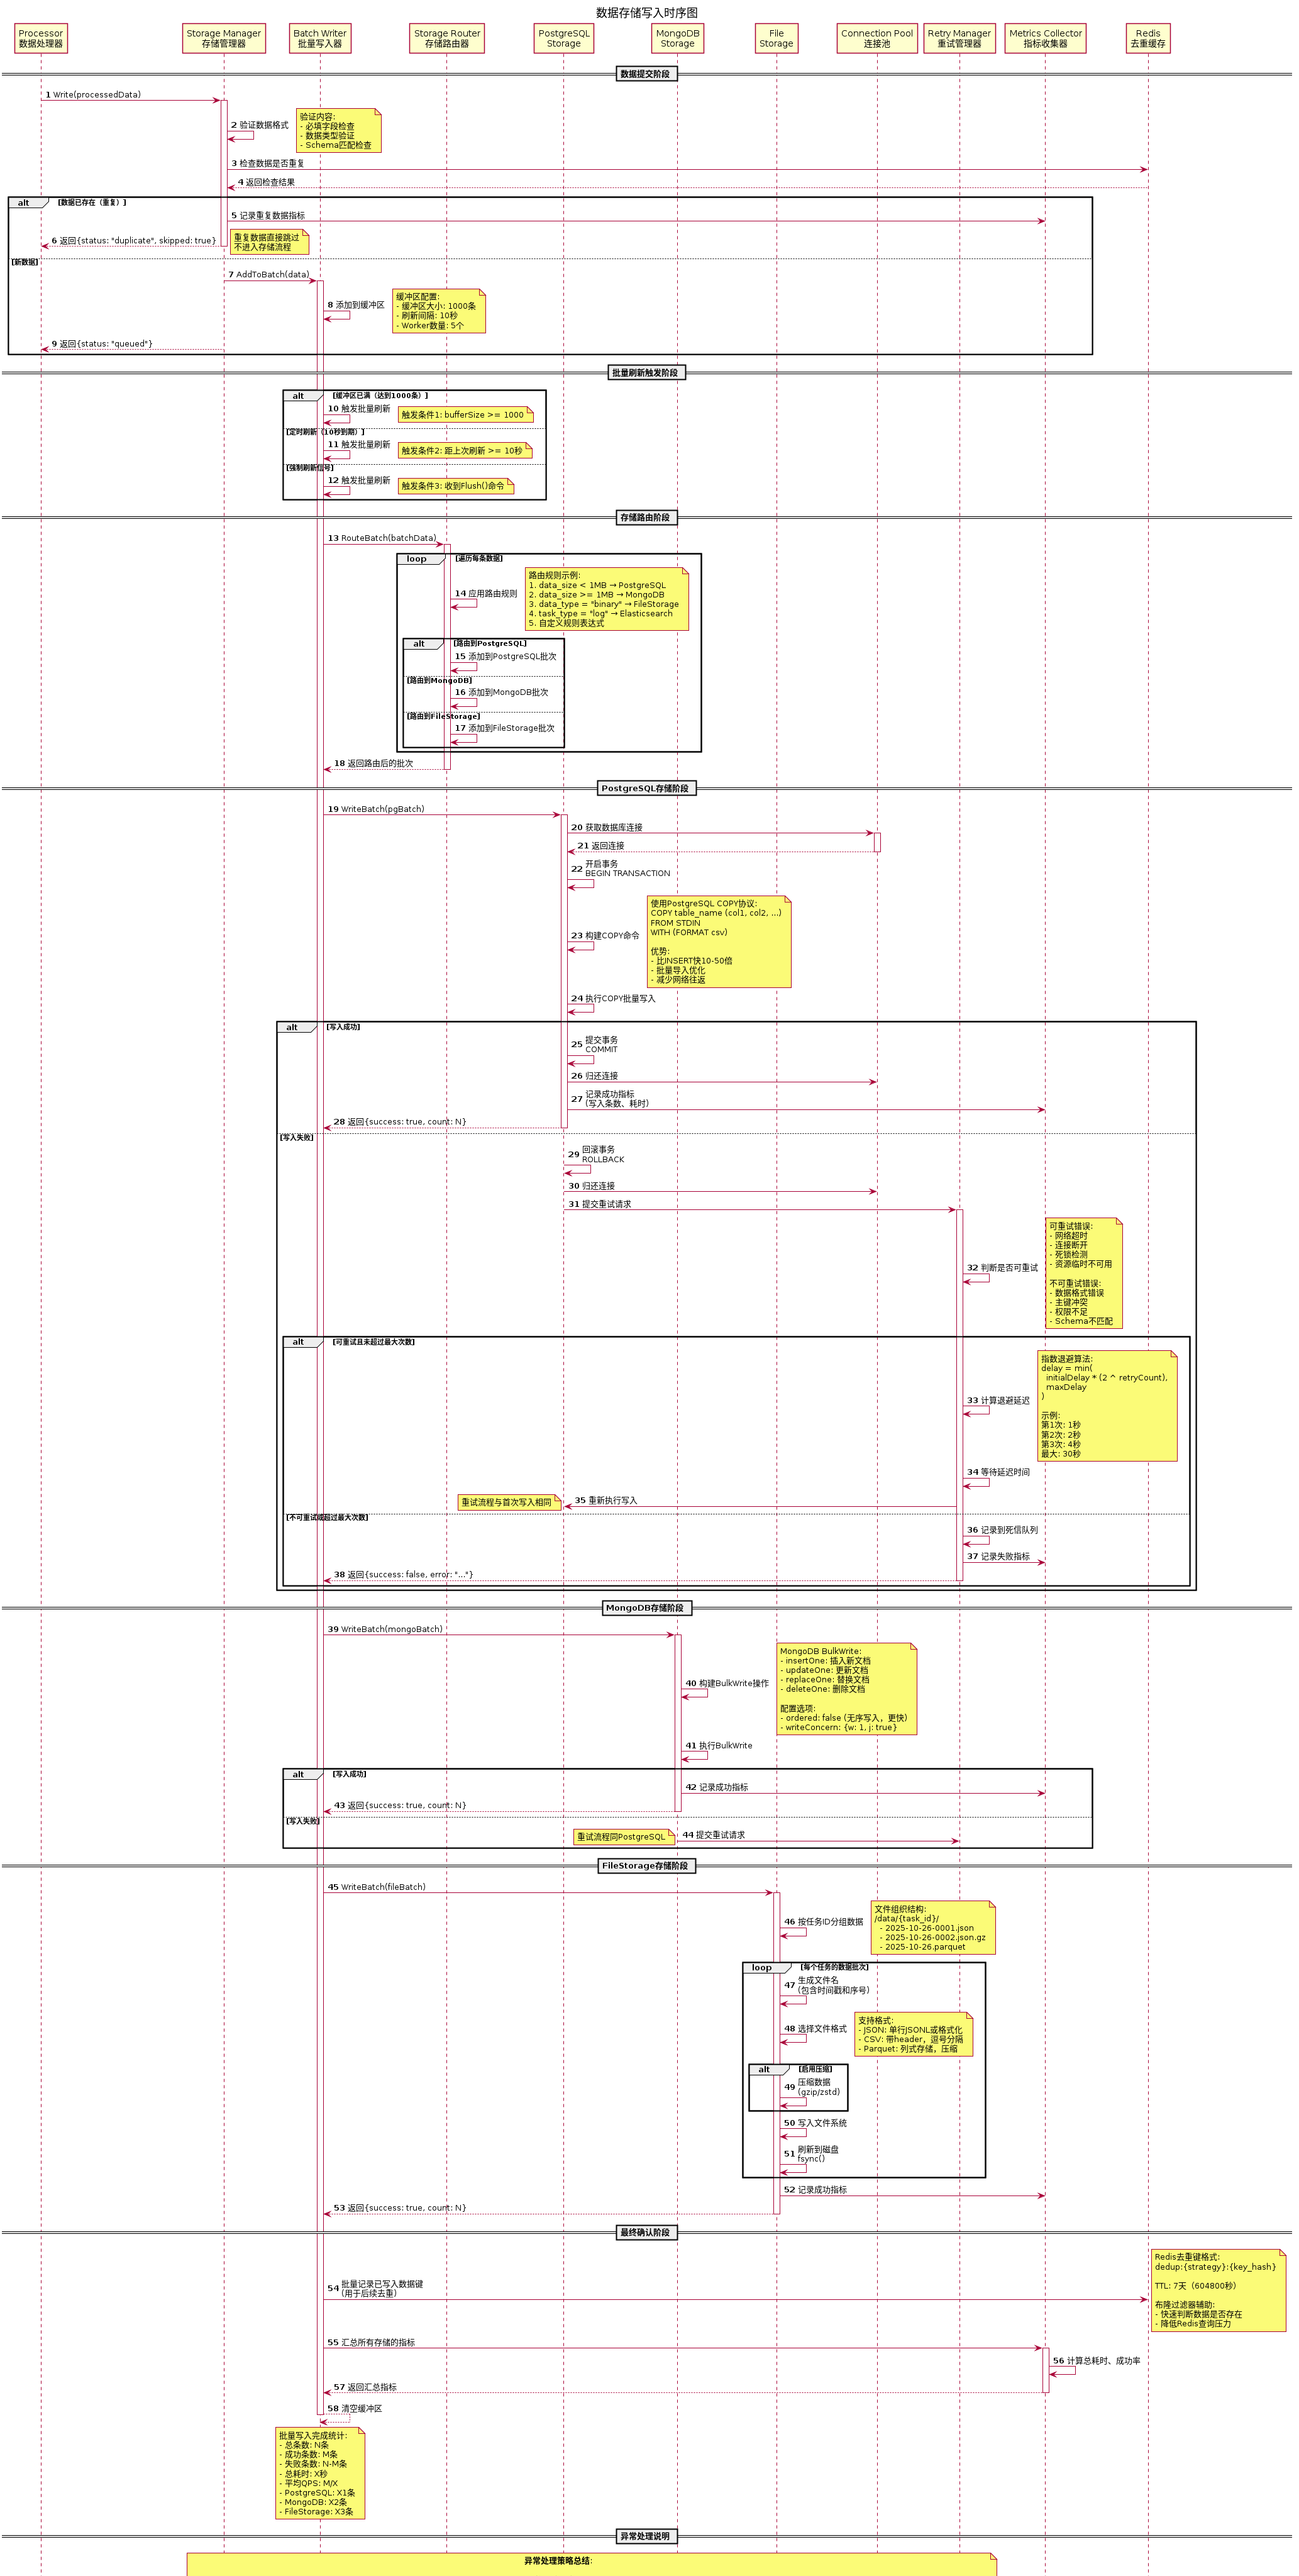 数据存储写入时序图
Processor
数据处理器
Storage Manager
存储管理器
Batch Writer
批量写入器
Storage Router
存储路由器
PostgreSQL
Storage
MongoDB
Storage
File
Storage
Connection Pool
连接池
Retry Manager
重试管理器
Metrics Collector
指标收集器
Redis
去重缓存
数据提交阶段
1 Write(processedData)
2 验证数据格式
验证内容:
- 必填字段检查
- 数据类型验证
- Schema匹配检查
3 检查数据是否重复
4 返回检查结果
alt [数据已存在（重复）]
5 记录重复数据指标
6 返回{status: "duplicate", skipped: true}
重复数据直接跳过
不进入存储流程
[新数据]
7 AddToBatch(data)
8 添加到缓冲区
缓冲区配置:
- 缓冲区大小: 1000条
- 刷新间隔: 10秒
- Worker数量: 5个
9 返回{status: "queued"}
批量刷新触发阶段
alt [缓冲区已满（达到1000条）]
10 触发批量刷新
触发条件1: bufferSize >= 1000
[定时刷新（10秒到期）]
11 触发批量刷新
触发条件2: 距上次刷新 >= 10秒
[强制刷新信号]
12 触发批量刷新
触发条件3: 收到Flush()命令
存储路由阶段
13 RouteBatch(batchData)
loop [遍历每条数据]
14 应用路由规则
路由规则示例:
1. data_size < 1MB → PostgreSQL
2. data_size >= 1MB → MongoDB
3. data_type = "binary" → FileStorage
4. task_type = "log" → Elasticsearch
5. 自定义规则表达式
alt [路由到PostgreSQL]
15 添加到PostgreSQL批次
[路由到MongoDB]
16 添加到MongoDB批次
[路由到FileStorage]
17 添加到FileStorage批次
18 返回路由后的批次
PostgreSQL存储阶段
19 WriteBatch(pgBatch)
20 获取数据库连接
21 返回连接
22 开启事务
BEGIN TRANSACTION
23 构建COPY命令
使用PostgreSQL COPY协议:
COPY table_name (col1, col2, ...)
FROM STDIN
WITH (FORMAT csv)
优势:
- 比INSERT快10-50倍
- 批量导入优化
- 减少网络往返
24 执行COPY批量写入
alt [写入成功]
25 提交事务
COMMIT
26 归还连接
27 记录成功指标
(写入条数、耗时)
28 返回{success: true, count: N}
[写入失败]
29 回滚事务
ROLLBACK
30 归还连接
31 提交重试请求
32 判断是否可重试
可重试错误:
- 网络超时
- 连接断开
- 死锁检测
- 资源临时不可用
不可重试错误:
- 数据格式错误
- 主键冲突
- 权限不足
- Schema不匹配
alt [可重试且未超过最大次数]
33 计算退避延迟
指数退避算法:
delay = min(
initialDelay * (2 ^ retryCount),
maxDelay
)
示例:
第1次: 1秒
第2次: 2秒
第3次: 4秒
最大: 30秒
34 等待延迟时间
35 重新执行写入
重试流程与首次写入相同
[不可重试或超过最大次数]
36 记录到死信队列
37 记录失败指标
38 返回{success: false, error: "..."}
MongoDB存储阶段
39 WriteBatch(mongoBatch)
40 构建BulkWrite操作
MongoDB BulkWrite:
- insertOne: 插入新文档
- updateOne: 更新文档
- replaceOne: 替换文档
- deleteOne: 删除文档
配置选项:
- ordered: false (无序写入，更快)
- writeConcern: {w: 1, j: true}
41 执行BulkWrite
alt [写入成功]
42 记录成功指标
43 返回{success: true, count: N}
[写入失败]
44 提交重试请求
重试流程同PostgreSQL
FileStorage存储阶段
45 WriteBatch(fileBatch)
46 按任务ID分组数据
文件组织结构:
/data/{task_id}/
- 2025-10-26-0001.json
- 2025-10-26-0002.json.gz
- 2025-10-26.parquet
loop [每个任务的数据批次]
47 生成文件名
(包含时间戳和序号)
48 选择文件格式
支持格式:
- JSON: 单行JSONL或格式化
- CSV: 带header，逗号分隔
- Parquet: 列式存储，压缩
alt [启用压缩]
49 压缩数据
(gzip/zstd)
50 写入文件系统
51 刷新到磁盘
fsync()
52 记录成功指标
53 返回{success: true, count: N}
最终确认阶段
54 批量记录已写入数据键
(用于后续去重)
Redis去重键格式:
dedup:{strategy}:{key_hash}
TTL: 7天（604800秒）
布隆过滤器辅助:
- 快速判断数据是否存在
- 降低Redis查询压力
55 汇总所有存储的指标
56 计算总耗时、成功率
57 返回汇总指标
58 清空缓冲区
批量写入完成统计:
- 总条数: N条
- 成功条数: M条
- 失败条数: N-M条
- 总耗时: X秒
- 平均QPS: M/X
- PostgreSQL: X1条
- MongoDB: X2条
- FileStorage: X3条
异常处理说明
异常处理策略总结: